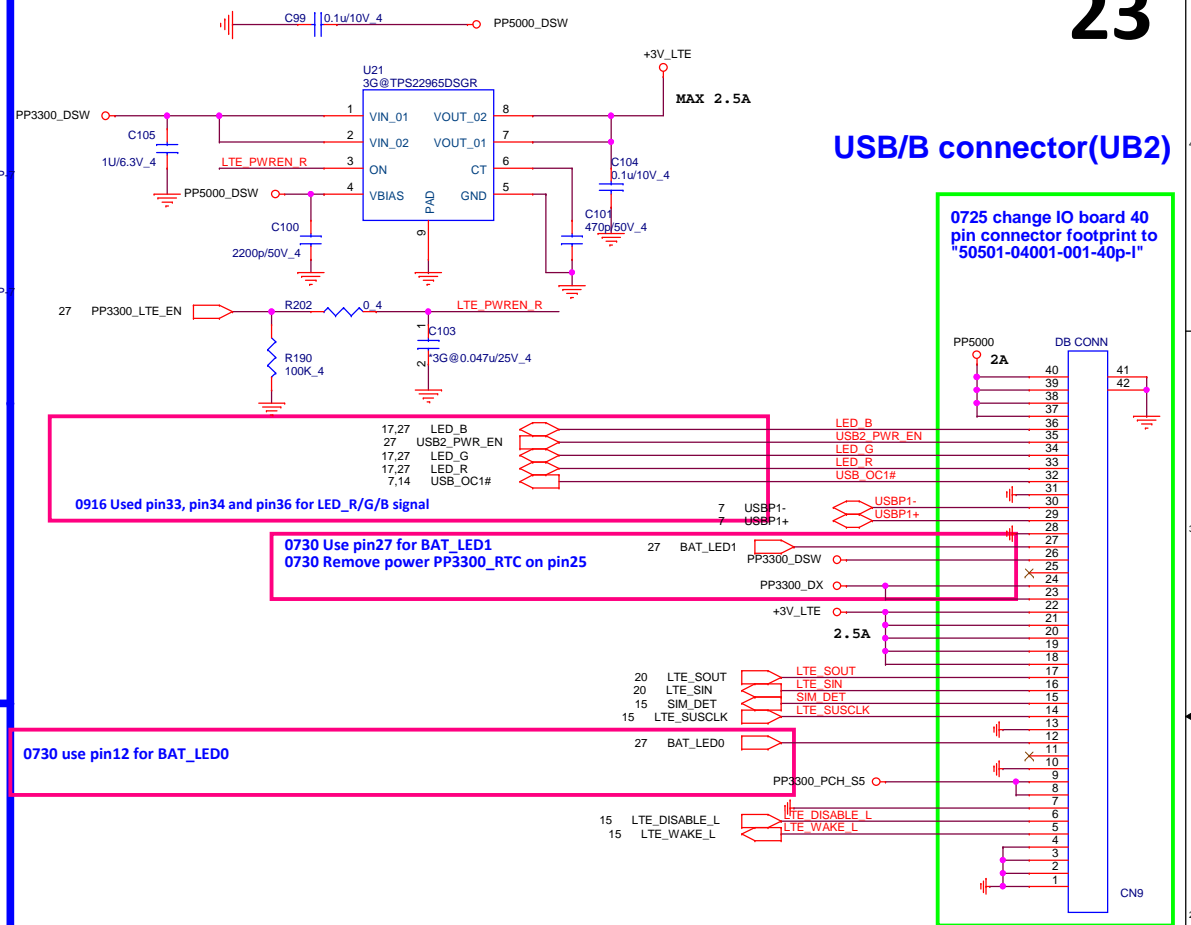 23
C99 0.1u/10V_4 PP5000_DSW
+3V_LTE
U21
3G@TPS22965DSGR
MAX 2.5A
PP3300_DSW
1 VIN_01 VOUT_02 8
C105
2 VIN_02 VOUT_01 7
1U/6.3V_4
LTE_PWREN_R 3 ON CT 6
C104
0.1u/10V_4
PP5000_DSW 4 VBIAS GND 5
PAD
9
C100
2200p/50V_4
C101
470p/50V_4
USB/B connector(UB2)
0725 change IO board 40
pin connector footprint to
"50501-04001-001-40p-l"
27 PP3300_LTE_EN R202 0_4 LTE_PWREN_R
1
C103
2
*3G@0.047u/25V_4
R190
100K_4
PP5000
2A
DB CONN
40 41
39 42
38
37
17,27 LED_B LED_B 36
27 USB2_PWR_EN USB2_PWR_EN 35
17,27 LED_G LED_G 34
17,27 LED_R LED_R 33
7,14 USB_OC1# USB_OC1# 32
0916 Used pin33, pin34 and pin36 for LED_R/G/B signal
31
7 USBP1- USBP1- 30
7 USBP1+ USBP1+ 29
28
0730 Use pin27 for BAT_LED1
0730 Remove power PP3300_RTC on pin25
27 BAT_LED1 27
PP3300_DSW 26
25
PP3300_DX 24
23
+3V_LTE 22
21
2.5A 20
19
18
20 LTE_SOUT LTE_SOUT 17
20 LTE_SIN LTE_SIN 16
15 SIM_DET SIM_DET 15
15 LTE_SUSCLK LTE_SUSCLK 14
13
0730 use pin12 for BAT_LED0
27 BAT_LED0 12
11
10
PP3300_PCH_S5 9
8
7
15 LTE_DISABLE_L LTE_DISABLE_L 6
15 LTE_WAKE_L LTE_WAKE_L 5
4
3
2
1
CN9